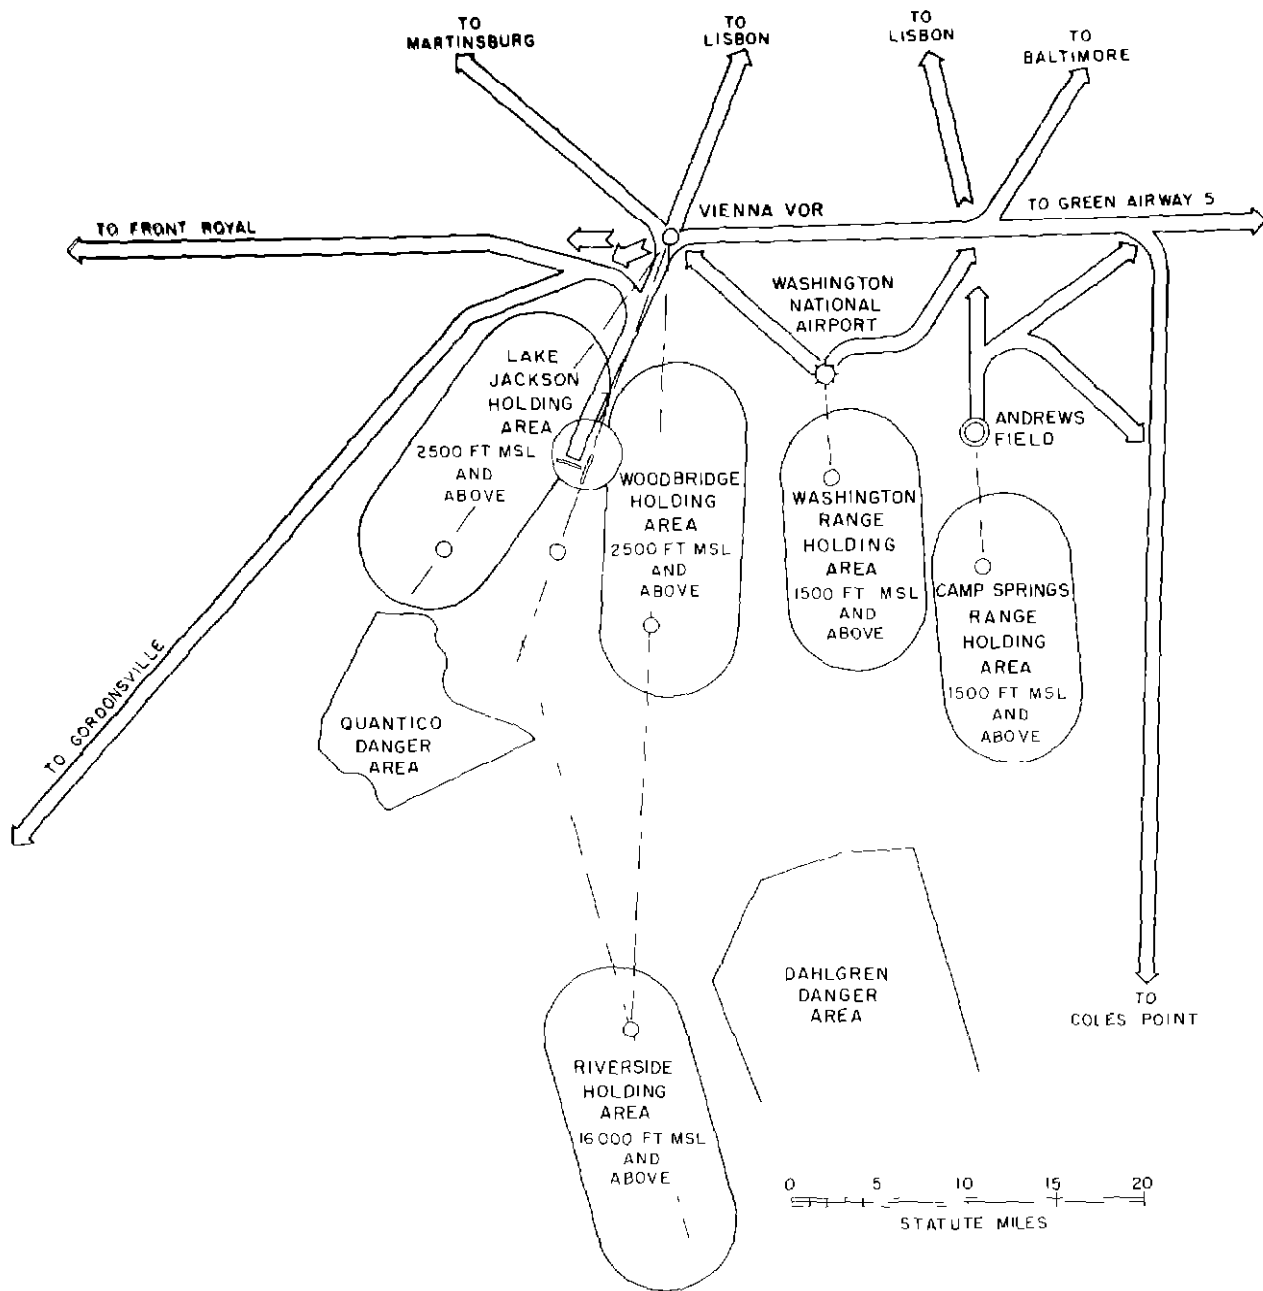 TO
MARTINSBURG
TO
LISBON
TO
LISBON
TO
BALTIMORE
TO FRONT ROYAL
VIENNA VOR
TO GREEN AIRWAY 5
WASHINGTON
NATIONAL
AIRPORT
LAKE
JACKSON
HOLDING
AREA
2500 FT MSL
AND
ABOVE
ANDREWS
FIELD
WOODBRIDGE
HOLDING
AREA
2500 FT MSL
AND
ABOVE
WASHINGTON
RANGE
HOLDING
AREA
1500 FT MSL
AND
ABOVE
CAMP SPRINGS
RANGE
HOLDING
AREA
1500 FT MSL
AND
ABOVE
TO GORDONSVILLE
QUANTICO
DANGER
AREA
DAHLGREN
DANGER
AREA
TO
COLES POINT
RIVERSIDE
HOLDING
AREA
16000 FT MSL
AND
ABOVE
0 5 10 15 20
STATUTE MILES